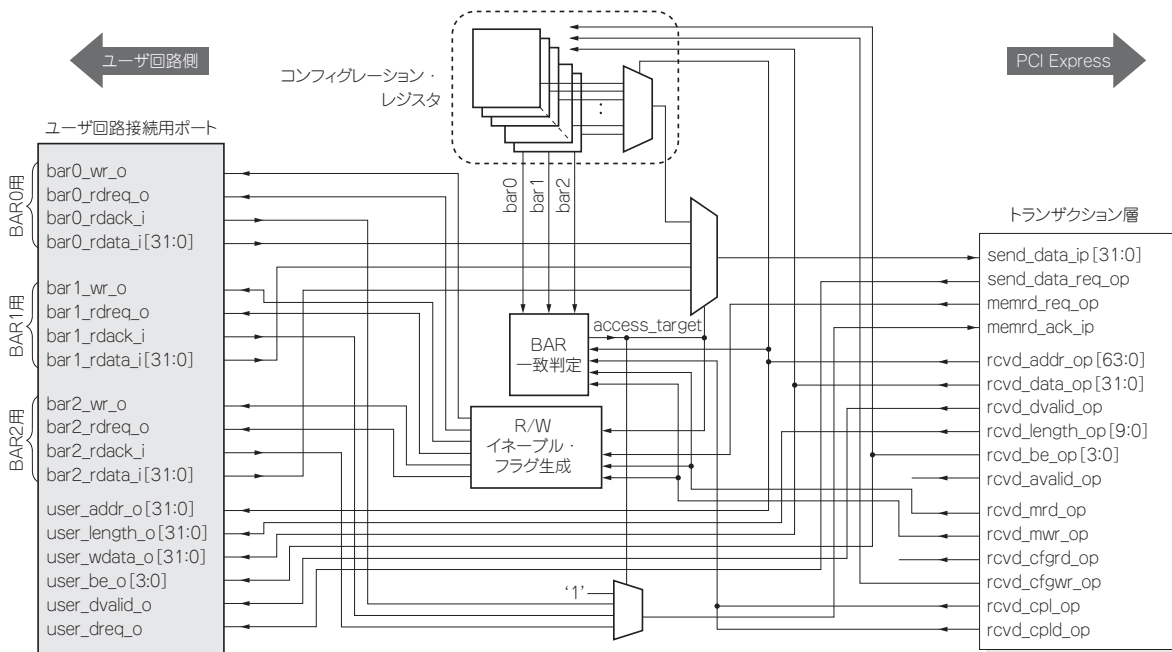 ユーザ回路側
PCI Express
コンフィグレーション・
レジスタ
ユーザ回路接続用ポート
BAR0用
bar0_wr_o
bar0_rdreq_o
bar0_rdack_i
bar0_rdata_i[31:0]
BAR1用
bar1_wr_o
bar1_rdreq_o
bar1_rdack_i
bar1_rdata_i[31:0]
BAR2用
bar2_wr_o
bar2_rdreq_o
bar2_rdack_i
bar2_rdata_i[31:0]
user_addr_o[31:0]
user_length_o[31:0]
user_wdata_o[31:0]
user_be_o[3:0]
user_dvalid_o
user_dreq_o
bar0
bar1
bar2
BAR
一致判定
access_target
R/W
イネーブル・
フラグ生成
'1'
トランザクション層
send_data_ip[31:0]
send_data_req_op
memrd_req_op
memrd_ack_ip
rcvd_addr_op[63:0]
rcvd_data_op[31:0]
rcvd_dvalid_op
rcvd_length_op[9:0]
rcvd_be_op[3:0]
rcvd_avalid_op
rcvd_mrd_op
rcvd_mwr_op
rcvd_cfgrd_op
rcvd_cfgwr_op
rcvd_cpl_op
rcvd_cpld_op